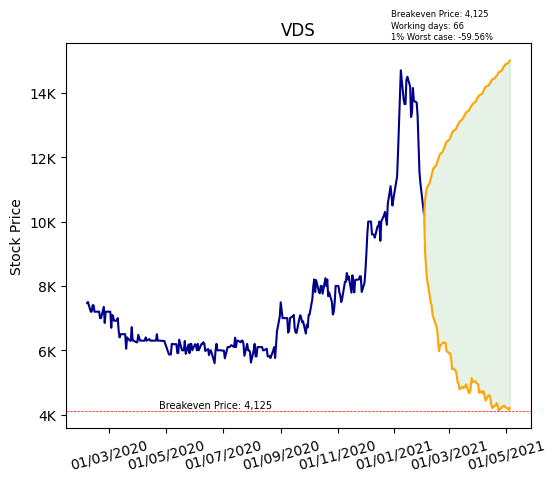 Breakeven Price: 4,125
Working days: 66
1% Worst case: -59.56%
VDS
Stock Price
14K
12K
10K
8K
6K
4K
Breakeven Price: 4,125
01/03/2020
01/05/2020
01/07/2020
01/09/2020
01/11/2020
01/01/2021
01/03/2021
01/05/2021